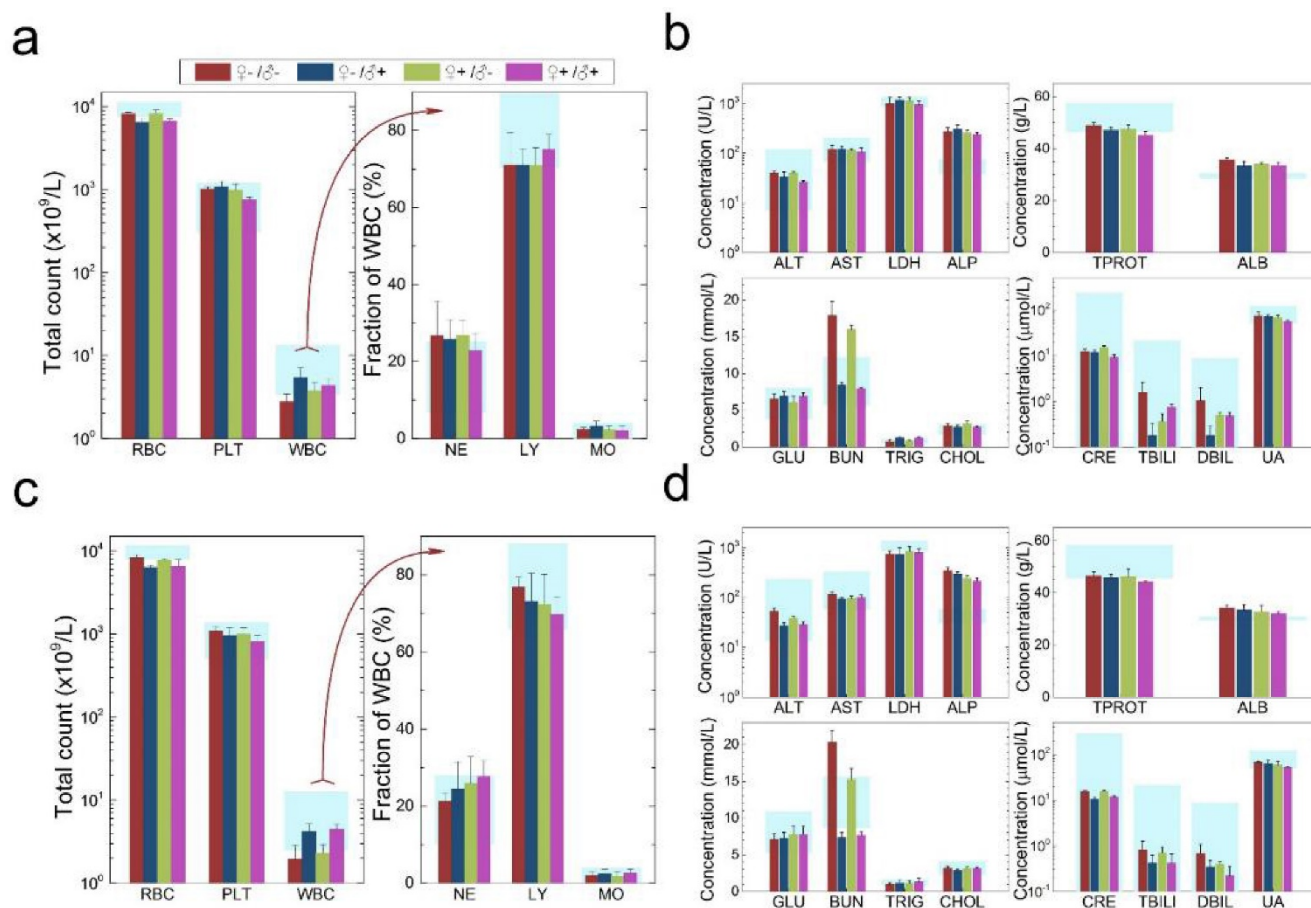 a
♀- /♂- ♀- /♂+ ♀+ /♂- ♀+ /♂+
Total count (x10⁹/L)
10⁴
10³
10²
10¹
10⁰
RBC PLT WBC
Fraction of WBC (%)
80
60
40
20
0
NE LY MO
b
Concentration (U/L)
10³
10²
10¹
10⁰
ALT AST LDH ALP
Concentration (g/L)
60
40
20
0
TPROT ALB
Concentration (mmol/L)
20
15
10
5
0
GLU BUN TRIG CHOL
Concentration (μmol/L)
10²
10¹
10⁰
10⁻¹
CRE TBILI DBIL UA
c
Total count (x10⁹/L)
10⁴
10³
10²
10¹
10⁰
RBC PLT WBC
Fraction of WBC (%)
80
60
40
20
0
NE LY MO
d
Concentration (U/L)
10³
10²
10¹
10⁰
ALT AST LDH ALP
Concentration (g/L)
60
40
20
0
TPROT ALB
Concentration (mmol/L)
20
15
10
5
0
GLU BUN TRIG CHOL
Concentration (μmol/L)
10²
10¹
10⁰
10⁻¹
CRE TBILI DBIL UA